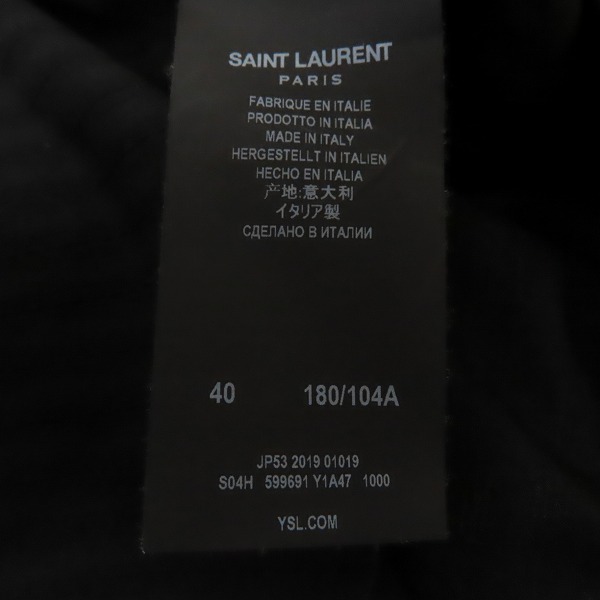 SAINT LAURENT
PARIS
FABRIQUE EN ITALIE
PRODOTTO IN ITALIA
MADE IN ITALY
HERGESTELLT IN ITALIEN
HECHO EN ITALIA
产地:意大利
イタリア製
СДЕЛАНО В ИТАЛИИ
40 180/104A
JP53 2019 01019
S04H 599691 Y1A47 1000
YSL.COM